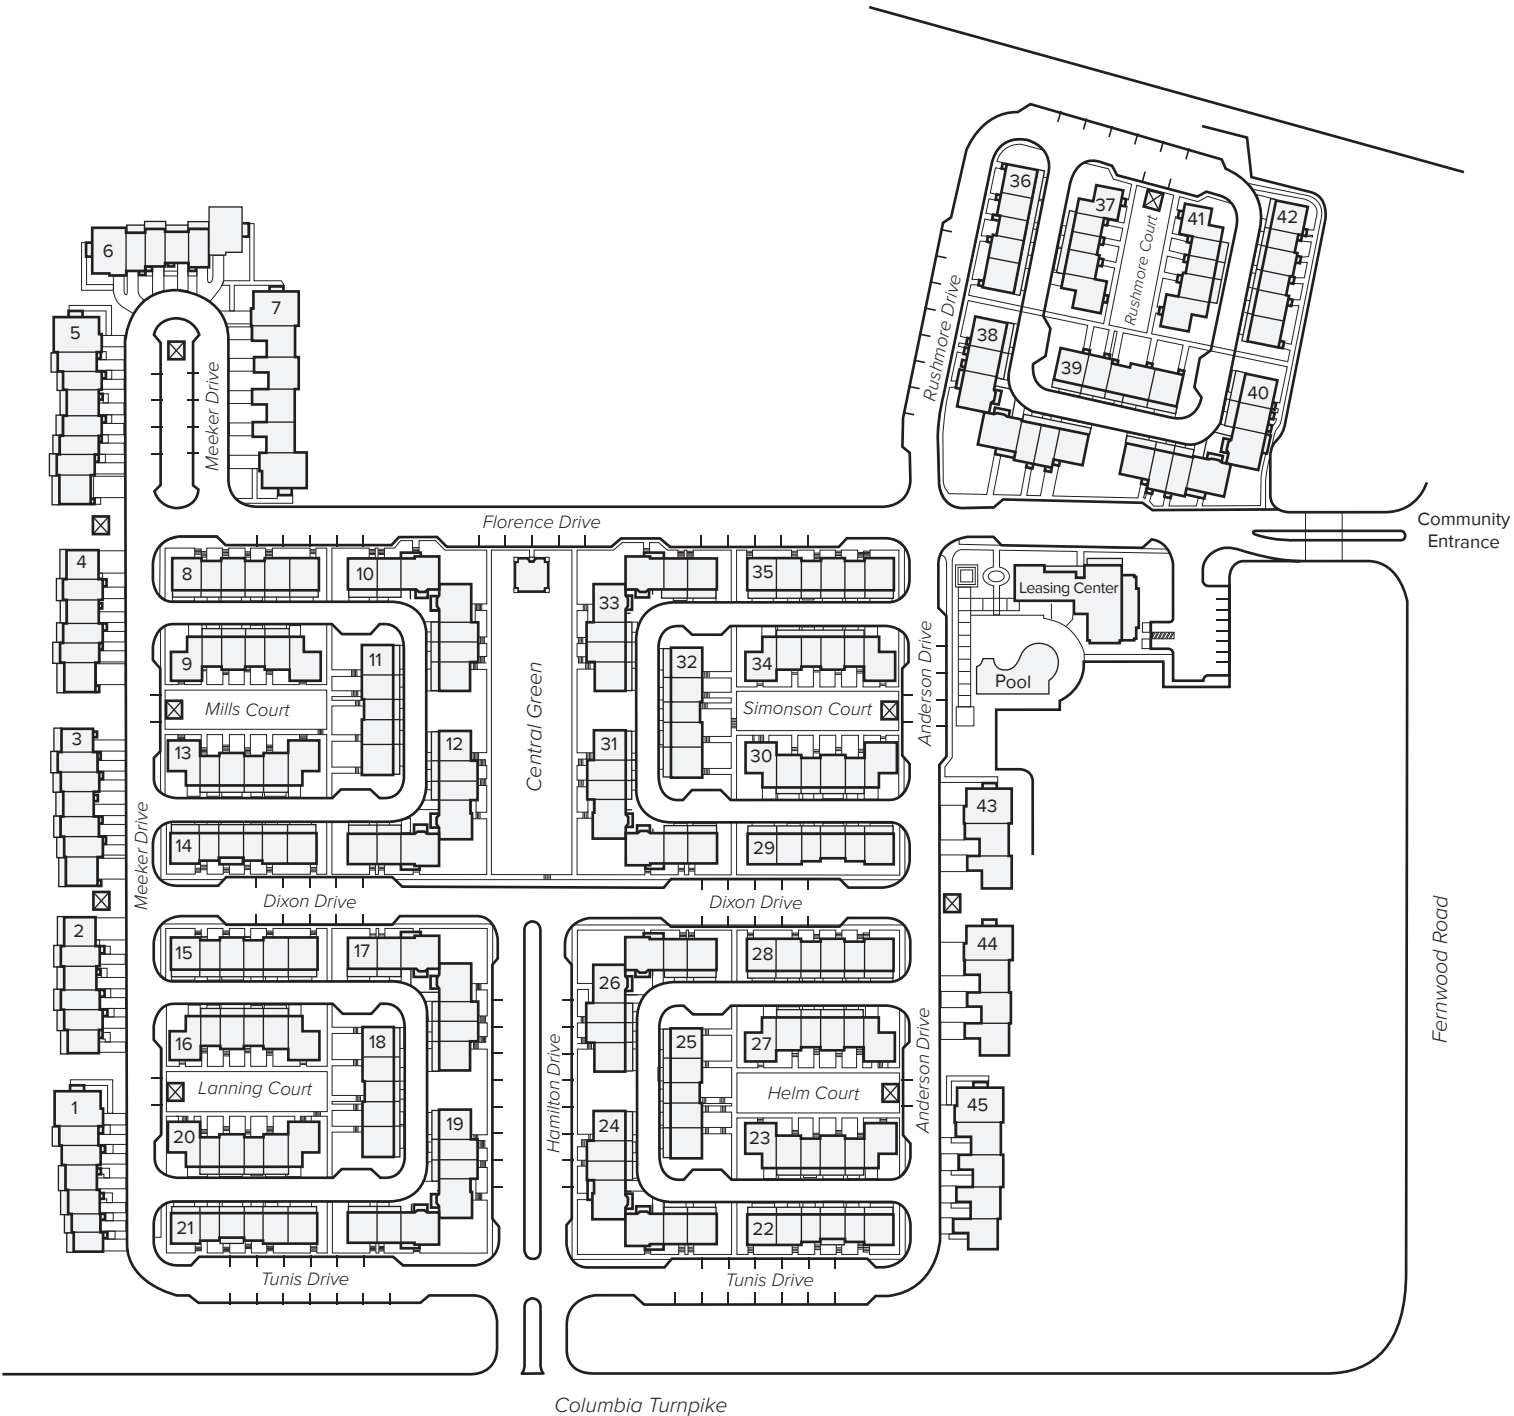 36
37
41
42
Rushmore Court
6
7
5
Rushmore Drive
38
39
40
Meeker Drive
Florence Drive
Community
Entrance
4
8
10
33
35
Leasing Center
9
11
32
34
Anderson Drive
Pool
Mills Court
Central Green
Simonson Court
3
13
12
31
30
43
Meeker Drive
14
29
Dixon Drive
Dixon Drive
2
15
17
28
44
Fernwood Road
26
16
18
25
27
Hamilton Drive
Anderson Drive
Lanning Court
Helm Court
1
45
20
19
24
23
21
22
Tunis Drive
Tunis Drive
Columbia Turnpike